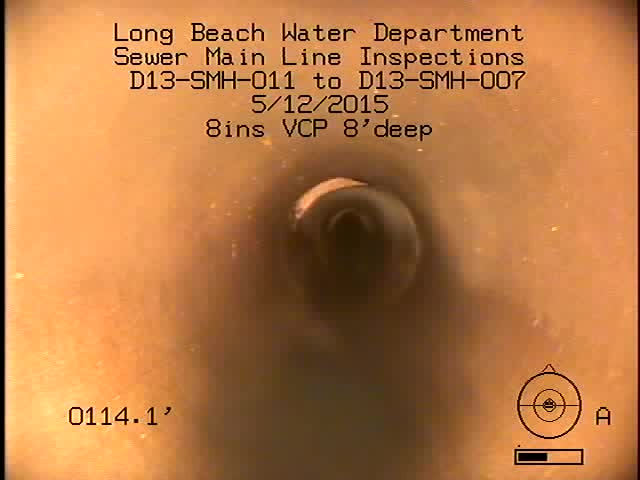 Long Beach Water Department
Sewer Main Line Inspections
D13-SMH-011 to D13-SMH-007
5/12/2015
8ins VCP 8'deep
0114.1'
A